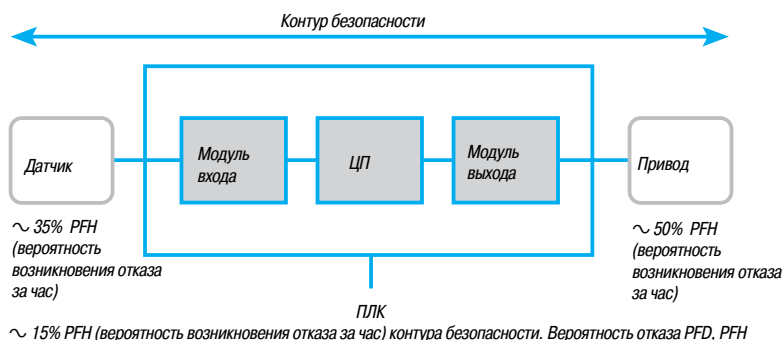 Контур безопасности
Датчик
Модуль
входа
ЦП
Модуль
выхода
Привод
~ 35% PFH
(вероятность
возникновения отказа
за час)
~ 50% PFH
(вероятность
возникновения отказа
за час)
ПЛК
~ 15% PFH (вероятность возникновения отказа за час) контура безопасности. Вероятность отказа PFD, PFH